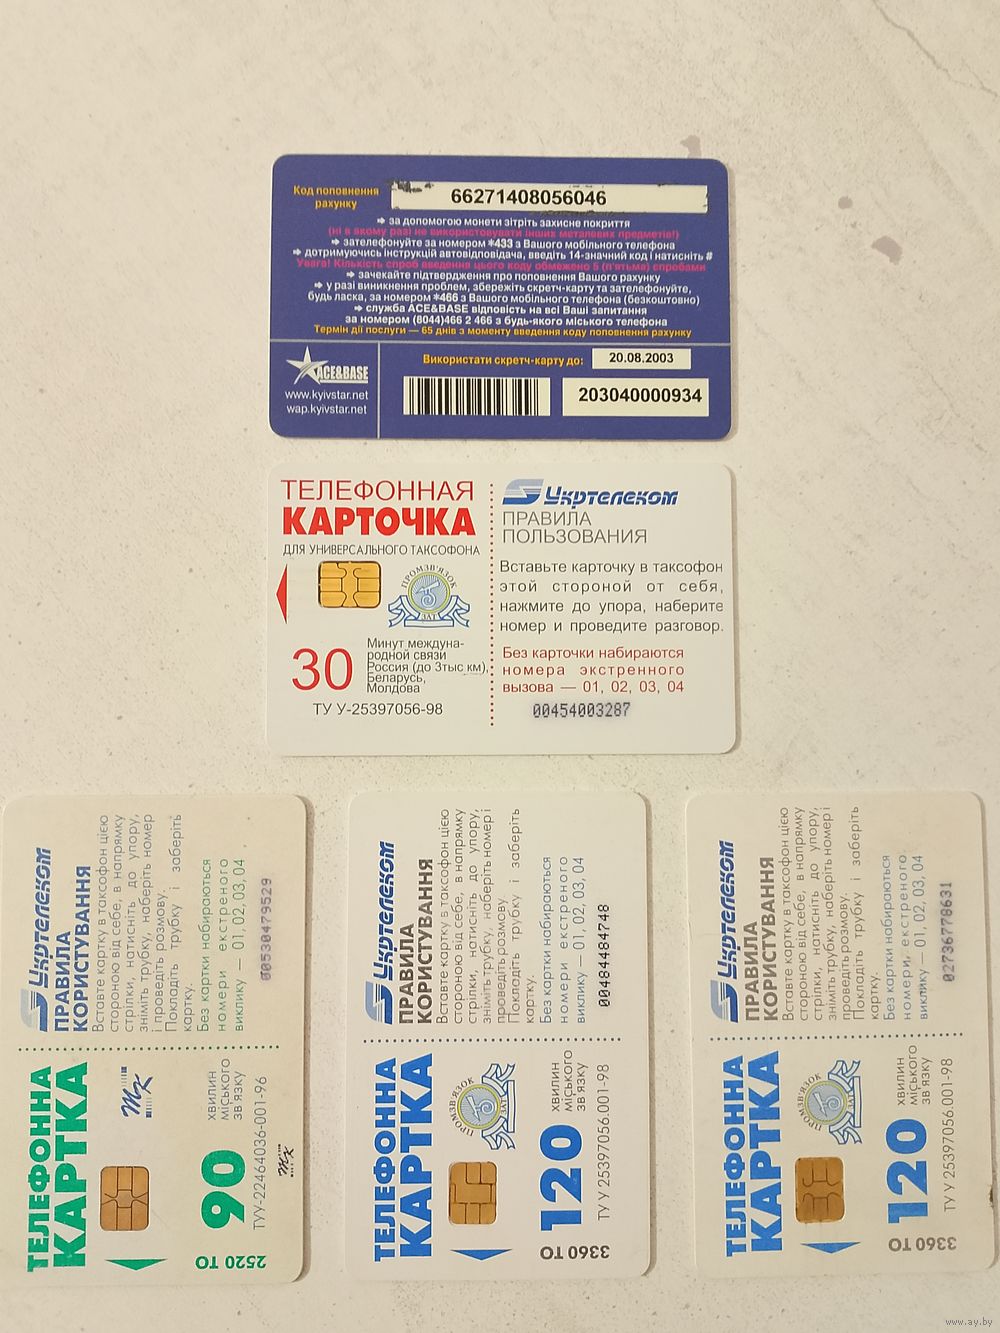 Код поповнення
рахунку
66271408056046
➔ за допомогою монети зітріть захисне покриття
(ні в якому разі не використовувати інших металевих предметів!)
➔ зателефонуйте за номером *433 з Вашого мобільного телефона
➔ дотримуючись інструкцій автовідповідача, введіть 14-значний код і натисніть #
Увага! Кількість спроб введення цього коду обмежено 5 (п'ятьма) спробами
➔ зачекайте підтвердження про поповнення Вашого рахунку
➔ у разі виникнення проблем, збережіть скретч-карту та зателефонуйте,
будь ласка, за номером *466 з Вашого мобільного телефона (безкоштовно)
➔ служба ACE&BASE відповість на всі Ваші запитання
за номером (8044)466 2 466 з будь-якого міського телефона
Термін дії послуги — 65 днів з моменту введення коду поповнення рахунку
ACE&BASE
www.kyivstar.net
wap.kyivstar.net
Використати скретч-карту до:
20.08.2003
203040000934
ТЕЛЕФОННАЯ
КАРТОЧКА
ДЛЯ УНИВЕРСАЛЬНОГО ТАКСОФОНА
ПРОМЗВ'ЯЗОК
ЗАТ
30
Минут междуна-
родной связи
Россия (до 3тыс км),
Беларусь,
Молдова
ТУ У-25397056-98
Укртелеком
ПРАВИЛА
ПОЛЬЗОВАНИЯ
Вставьте карточку в таксофон
этой стороной от себя,
нажмите до упора, наберите
номер и проведите разговор.
Без карточки набираются
номера экстренного
вызова — 01, 02, 03, 04
00454003287
ТЕЛЕФОННА
КАРТКА
МК
90
ХВИЛИН
МІСЬКОГО
ЗВ'ЯЗКУ
ТУУ-22464036-001-96
МК
2520 ТО
Укртелеком
ПРАВИЛА
КОРИСТУВАННЯ
Вставте картку в таксофон цією
стороною від себе, в напрямку
стрілки, натисніть до упору,
зніміть трубку, наберіть номер
і проведіть розмову.
Покладіть трубку і заберіть
картку.
Без картки набираються
номери екстреного
виклику — 01, 02, 03, 04
00530479529
ТЕЛЕФОННА
КАРТКА
ПРОМЗВ'ЯЗОК
ЗАТ
120
ХВИЛИН
МІСЬКОГО
ЗВ'ЯЗКУ
ТУ У 25397056.001-98
3360 ТО
Укртелеком
ПРАВИЛА
КОРИСТУВАННЯ
Вставте картку в таксофон цією
стороною від себе, в напрямку
стрілки, натисніть до упору,
зніміть трубку, наберіть номер і
проведіть розмову.
Покладіть трубку і заберіть
картку.
Без картки набираються
номери екстреного
виклику — 01, 02, 03, 04
00484484748
ТЕЛЕФОННА
КАРТКА
ПРОМЗВ'ЯЗОК
ЗАТ
120
ХВИЛИН
МІСЬКОГО
ЗВ'ЯЗКУ
ТУ У 25397056.001-98
3360 ТО
Укртелеком
ПРАВИЛА
КОРИСТУВАННЯ
Вставте картку в таксофон цією
стороною від себе, в напрямку
стрілки, натисніть до упору,
зніміть трубку, наберіть номер і
проведіть розмову.
Покладіть трубку і заберіть
картку.
Без картки набираються
номери, екстреного
виклику — 01, 02, 03, 04
02736778631
www.ay.by